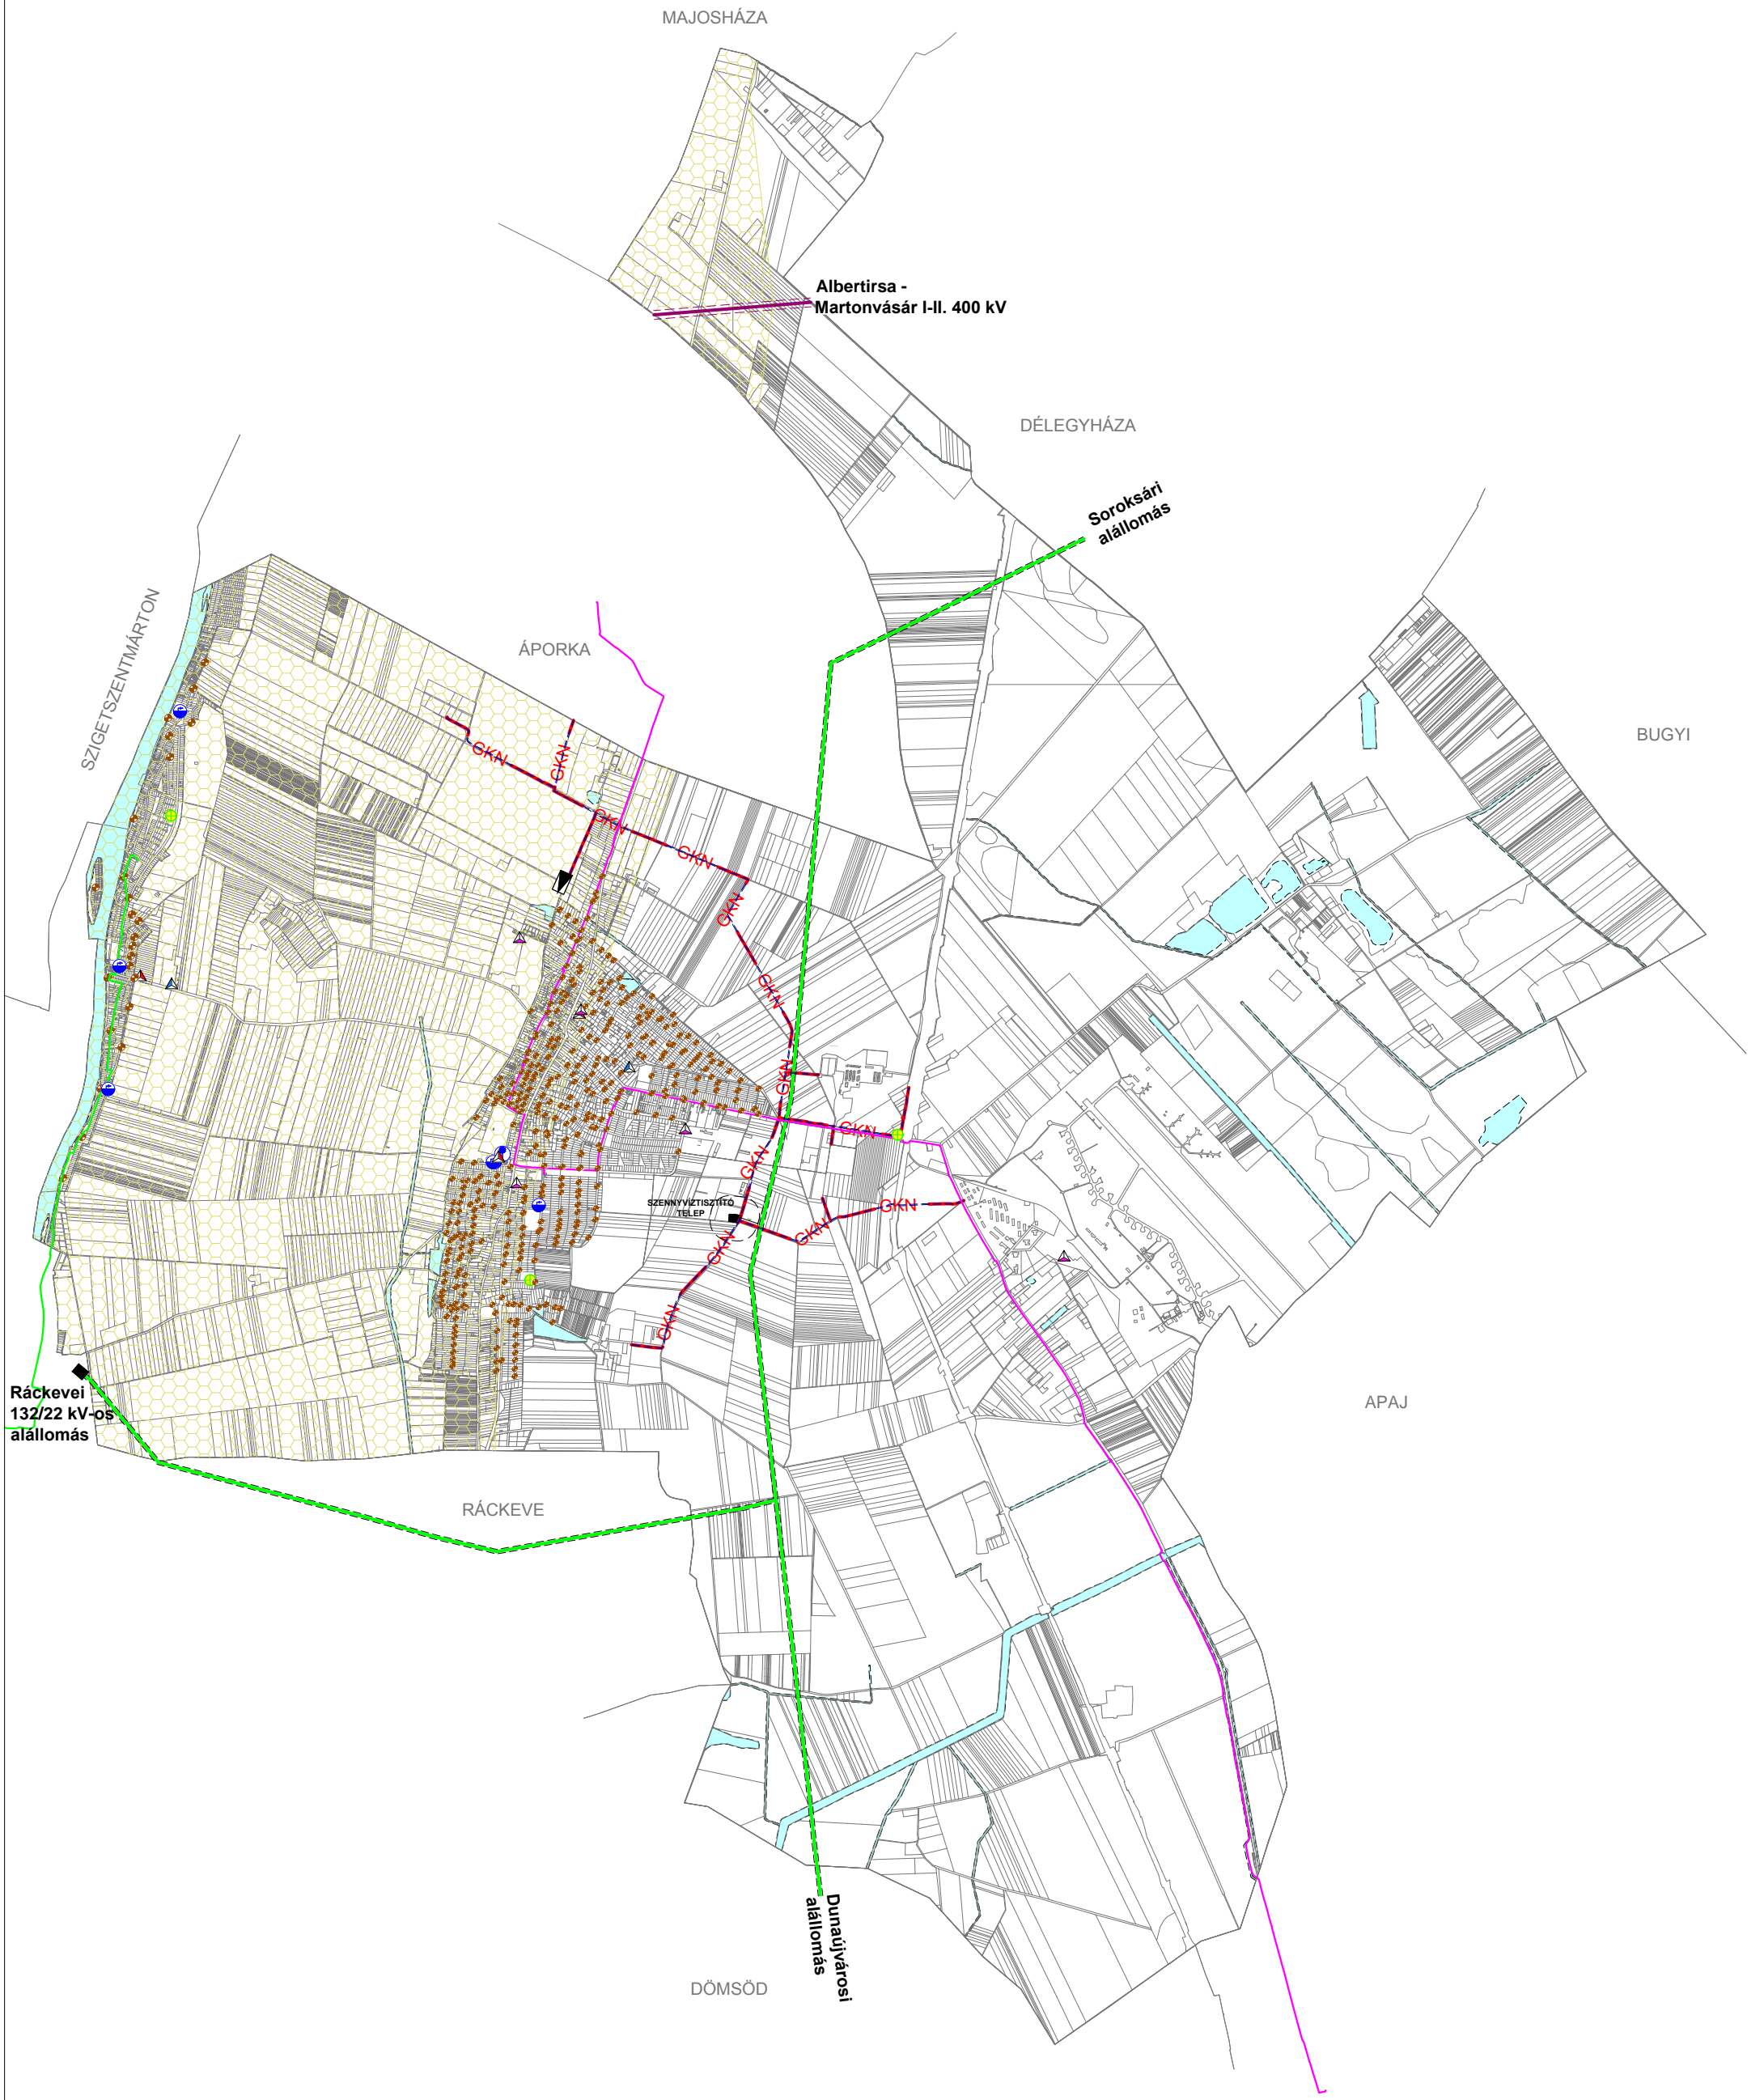 MAJOSHÁZA
Albertirsa -
Martonvásár I-II. 400 kV
DÉLEGYHÁZA
Soroksári
alállomás
SZIGETSZENTMÁRTON
ÁPORKA
BUGYI
GKN
GKN
GKN
GKN
GKN
GKN
GKN
GKN
GKN
SZENNYVÍZTISZTÍTÓ
TELEP
GKN
GKN
GKN
GKN
Ráckevei
132/22 kV-os
alállomás
APAJ
RÁCKEVE
Dunaújvárosi
alállomás
DÖMSÖD